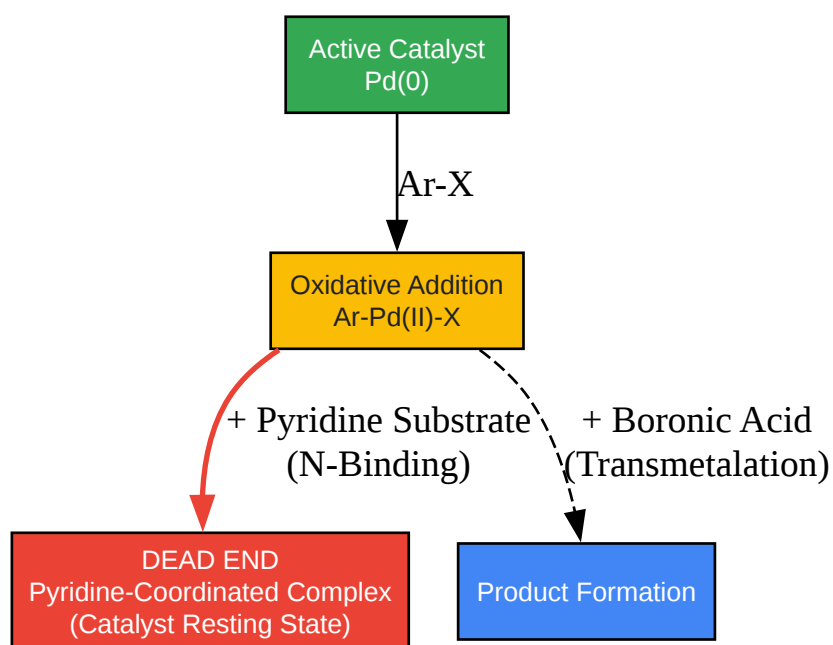 Active Catalyst
Pd(0)
Ar-X
Oxidative Addition
Ar-Pd(II)-X
+ Pyridine Substrate
(N-Binding)
+ Boronic Acid
(Transmetalation)
DEAD END
Pyridine-Coordinated Complex
(Catalyst Resting State)
Product Formation